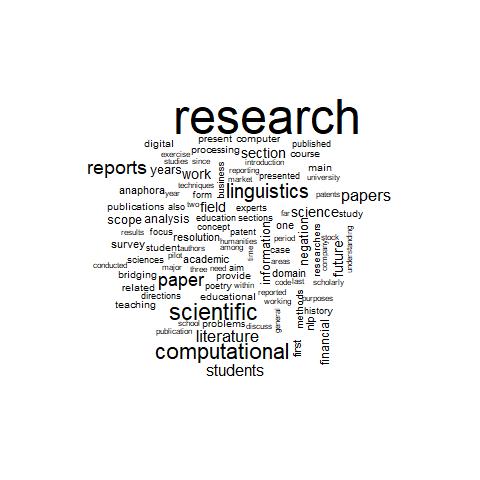 research
digital present computer published
exercise processing section course
studies since introduction
reports years work business reporting main
market presented university
techniques
anaphora year form linguistics patents papers
publications also two field experts
far science study
scope analysis education sections
concept one
results focus resolution patent information period negation researchers stock
survey student authors humanities among time case company future understanding
sciences pilot academic areas
conducted major three need aim domain
bridging paper provide code last scholarly
related poetry within
directions educational reported purposes
teaching working methods history
scientific general nlp
school problems discuss
publication literature first financial
computational
students